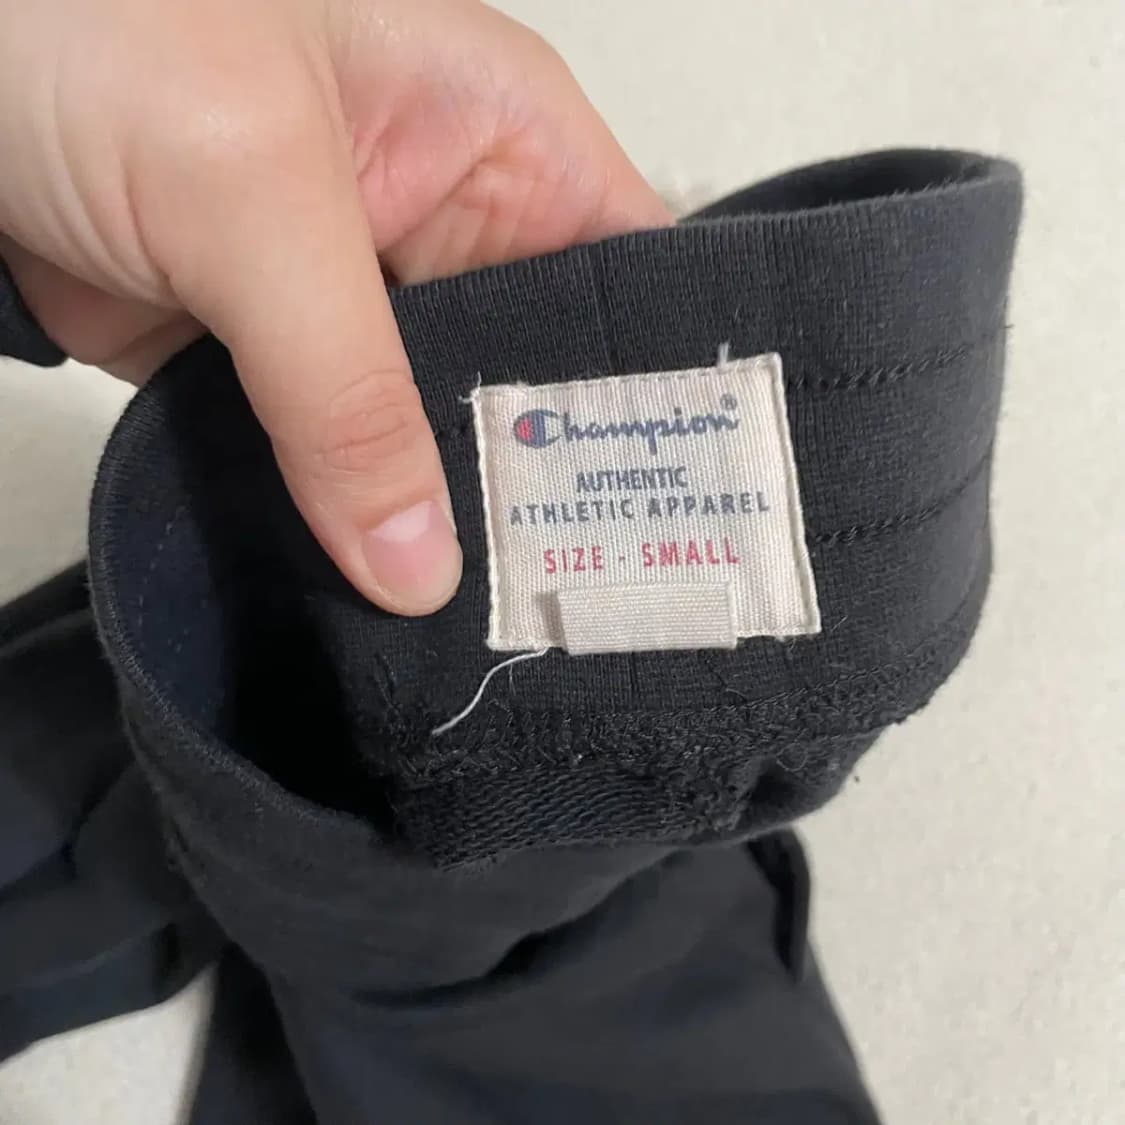 Champion®
AUTHENTIC
ATHLETIC APPAREL
SIZE - SMALL